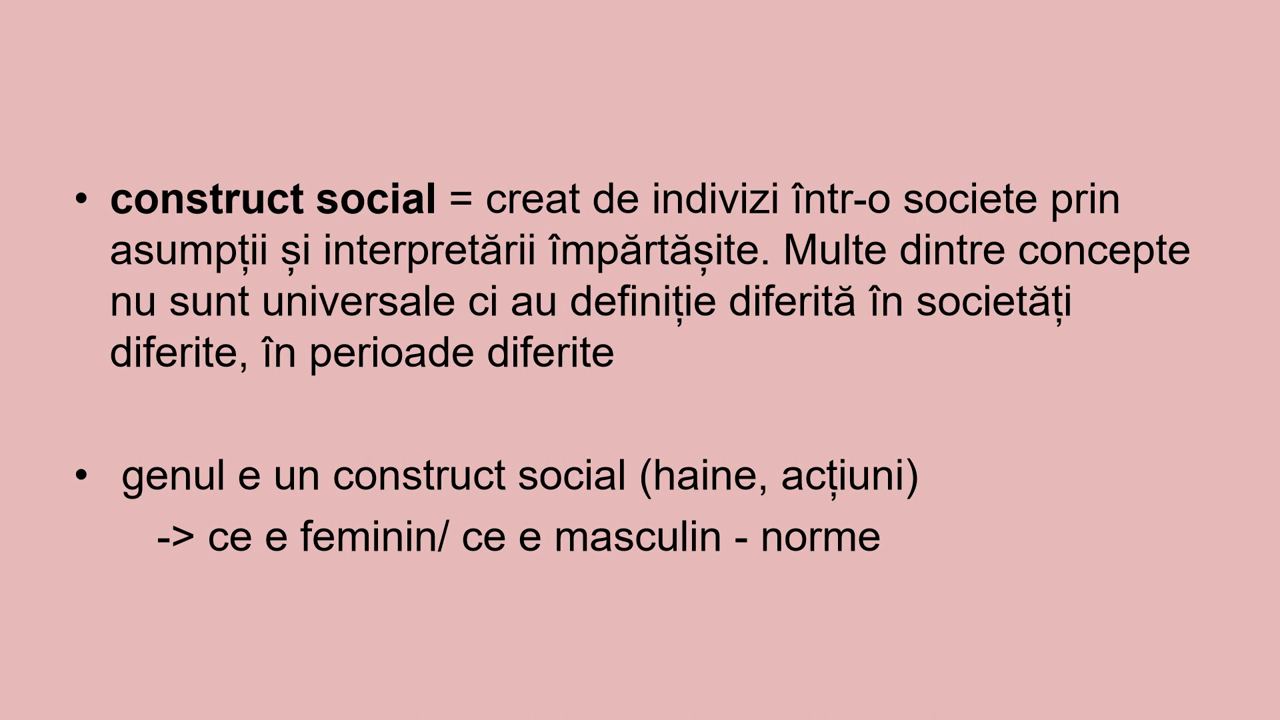 • construct social = creat de indivizi într-o societe prin
asumpții și interpretării împărtășite. Multe dintre concepte
nu sunt universale ci au definiție diferită în societăți
diferite, în perioade diferite
• genul e un construct social (haine, acțiuni)
-> ce e feminin/ ce e masculin - norme